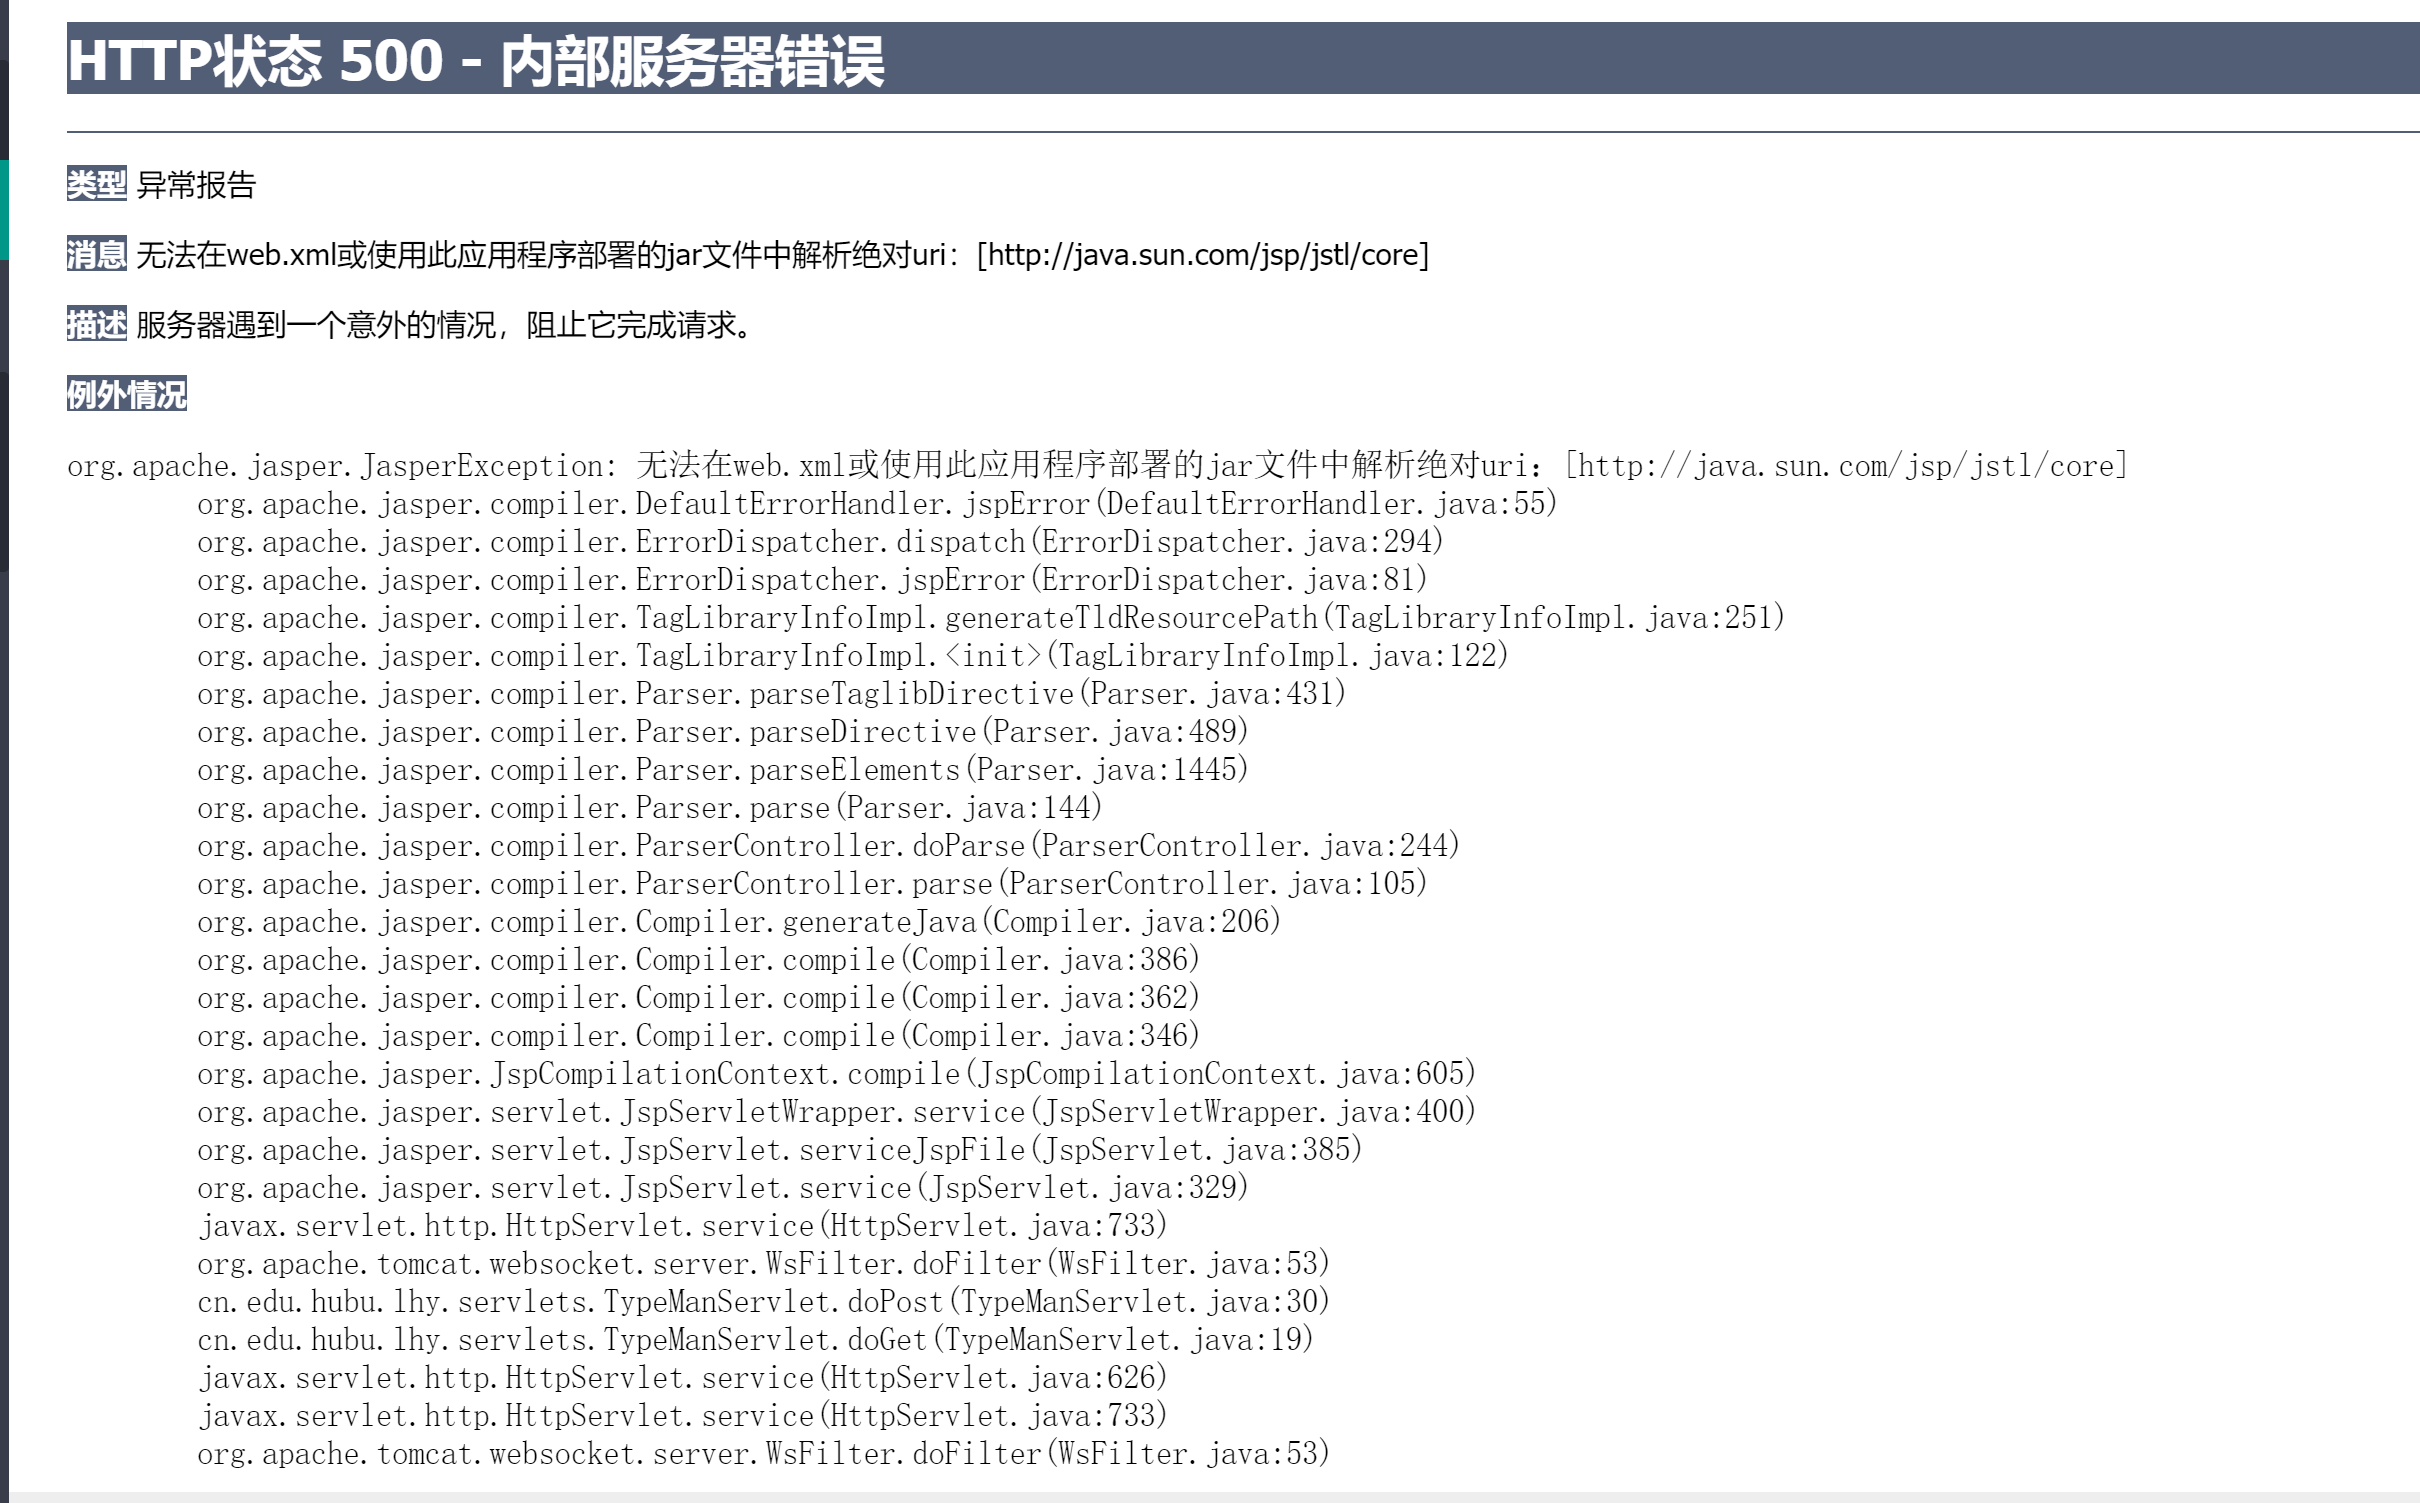 HTTP状态 500 - 内部服务器错误
类型 异常报告
消息 无法在web.xml或使用此应用程序部署的jar文件中解析绝对uri：[http://java.sun.com/jsp/jstl/core]
描述 服务器遇到一个意外的情况，阻止它完成请求。
例外情况
org.apache.jasper.JasperException: 无法在web.xml或使用此应用程序部署的jar文件中解析绝对uri：[http://java.sun.com/jsp/jstl/core]
org.apache.jasper.compiler.DefaultErrorHandler.jspError(DefaultErrorHandler.java:55)
org.apache.jasper.compiler.ErrorDispatcher.dispatch(ErrorDispatcher.java:294)
org.apache.jasper.compiler.ErrorDispatcher.jspError(ErrorDispatcher.java:81)
org.apache.jasper.compiler.TagLibraryInfoImpl.generateTldResourcePath(TagLibraryInfoImpl.java:251)
org.apache.jasper.compiler.TagLibraryInfoImpl.<init>(TagLibraryInfoImpl.java:122)
org.apache.jasper.compiler.Parser.parseTaglibDirective(Parser.java:431)
org.apache.jasper.compiler.Parser.parseDirective(Parser.java:489)
org.apache.jasper.compiler.Parser.parseElements(Parser.java:1445)
org.apache.jasper.compiler.Parser.parse(Parser.java:144)
org.apache.jasper.compiler.ParserController.doParse(ParserController.java:244)
org.apache.jasper.compiler.ParserController.parse(ParserController.java:105)
org.apache.jasper.compiler.Compiler.generateJava(Compiler.java:206)
org.apache.jasper.compiler.Compiler.compile(Compiler.java:386)
org.apache.jasper.compiler.Compiler.compile(Compiler.java:362)
org.apache.jasper.compiler.Compiler.compile(Compiler.java:346)
org.apache.jasper.JspCompilationContext.compile(JspCompilationContext.java:605)
org.apache.jasper.servlet.JspServletWrapper.service(JspServletWrapper.java:400)
org.apache.jasper.servlet.JspServlet.serviceJspFile(JspServlet.java:385)
org.apache.jasper.servlet.JspServlet.service(JspServlet.java:329)
javax.servlet.http.HttpServlet.service(HttpServlet.java:733)
org.apache.tomcat.websocket.server.WsFilter.doFilter(WsFilter.java:53)
cn.edu.hubu.lhy.servlets.TypeManServlet.doPost(TypeManServlet.java:30)
cn.edu.hubu.lhy.servlets.TypeManServlet.doGet(TypeManServlet.java:19)
javax.servlet.http.HttpServlet.service(HttpServlet.java:626)
javax.servlet.http.HttpServlet.service(HttpServlet.java:733)
org.apache.tomcat.websocket.server.WsFilter.doFilter(WsFilter.java:53)